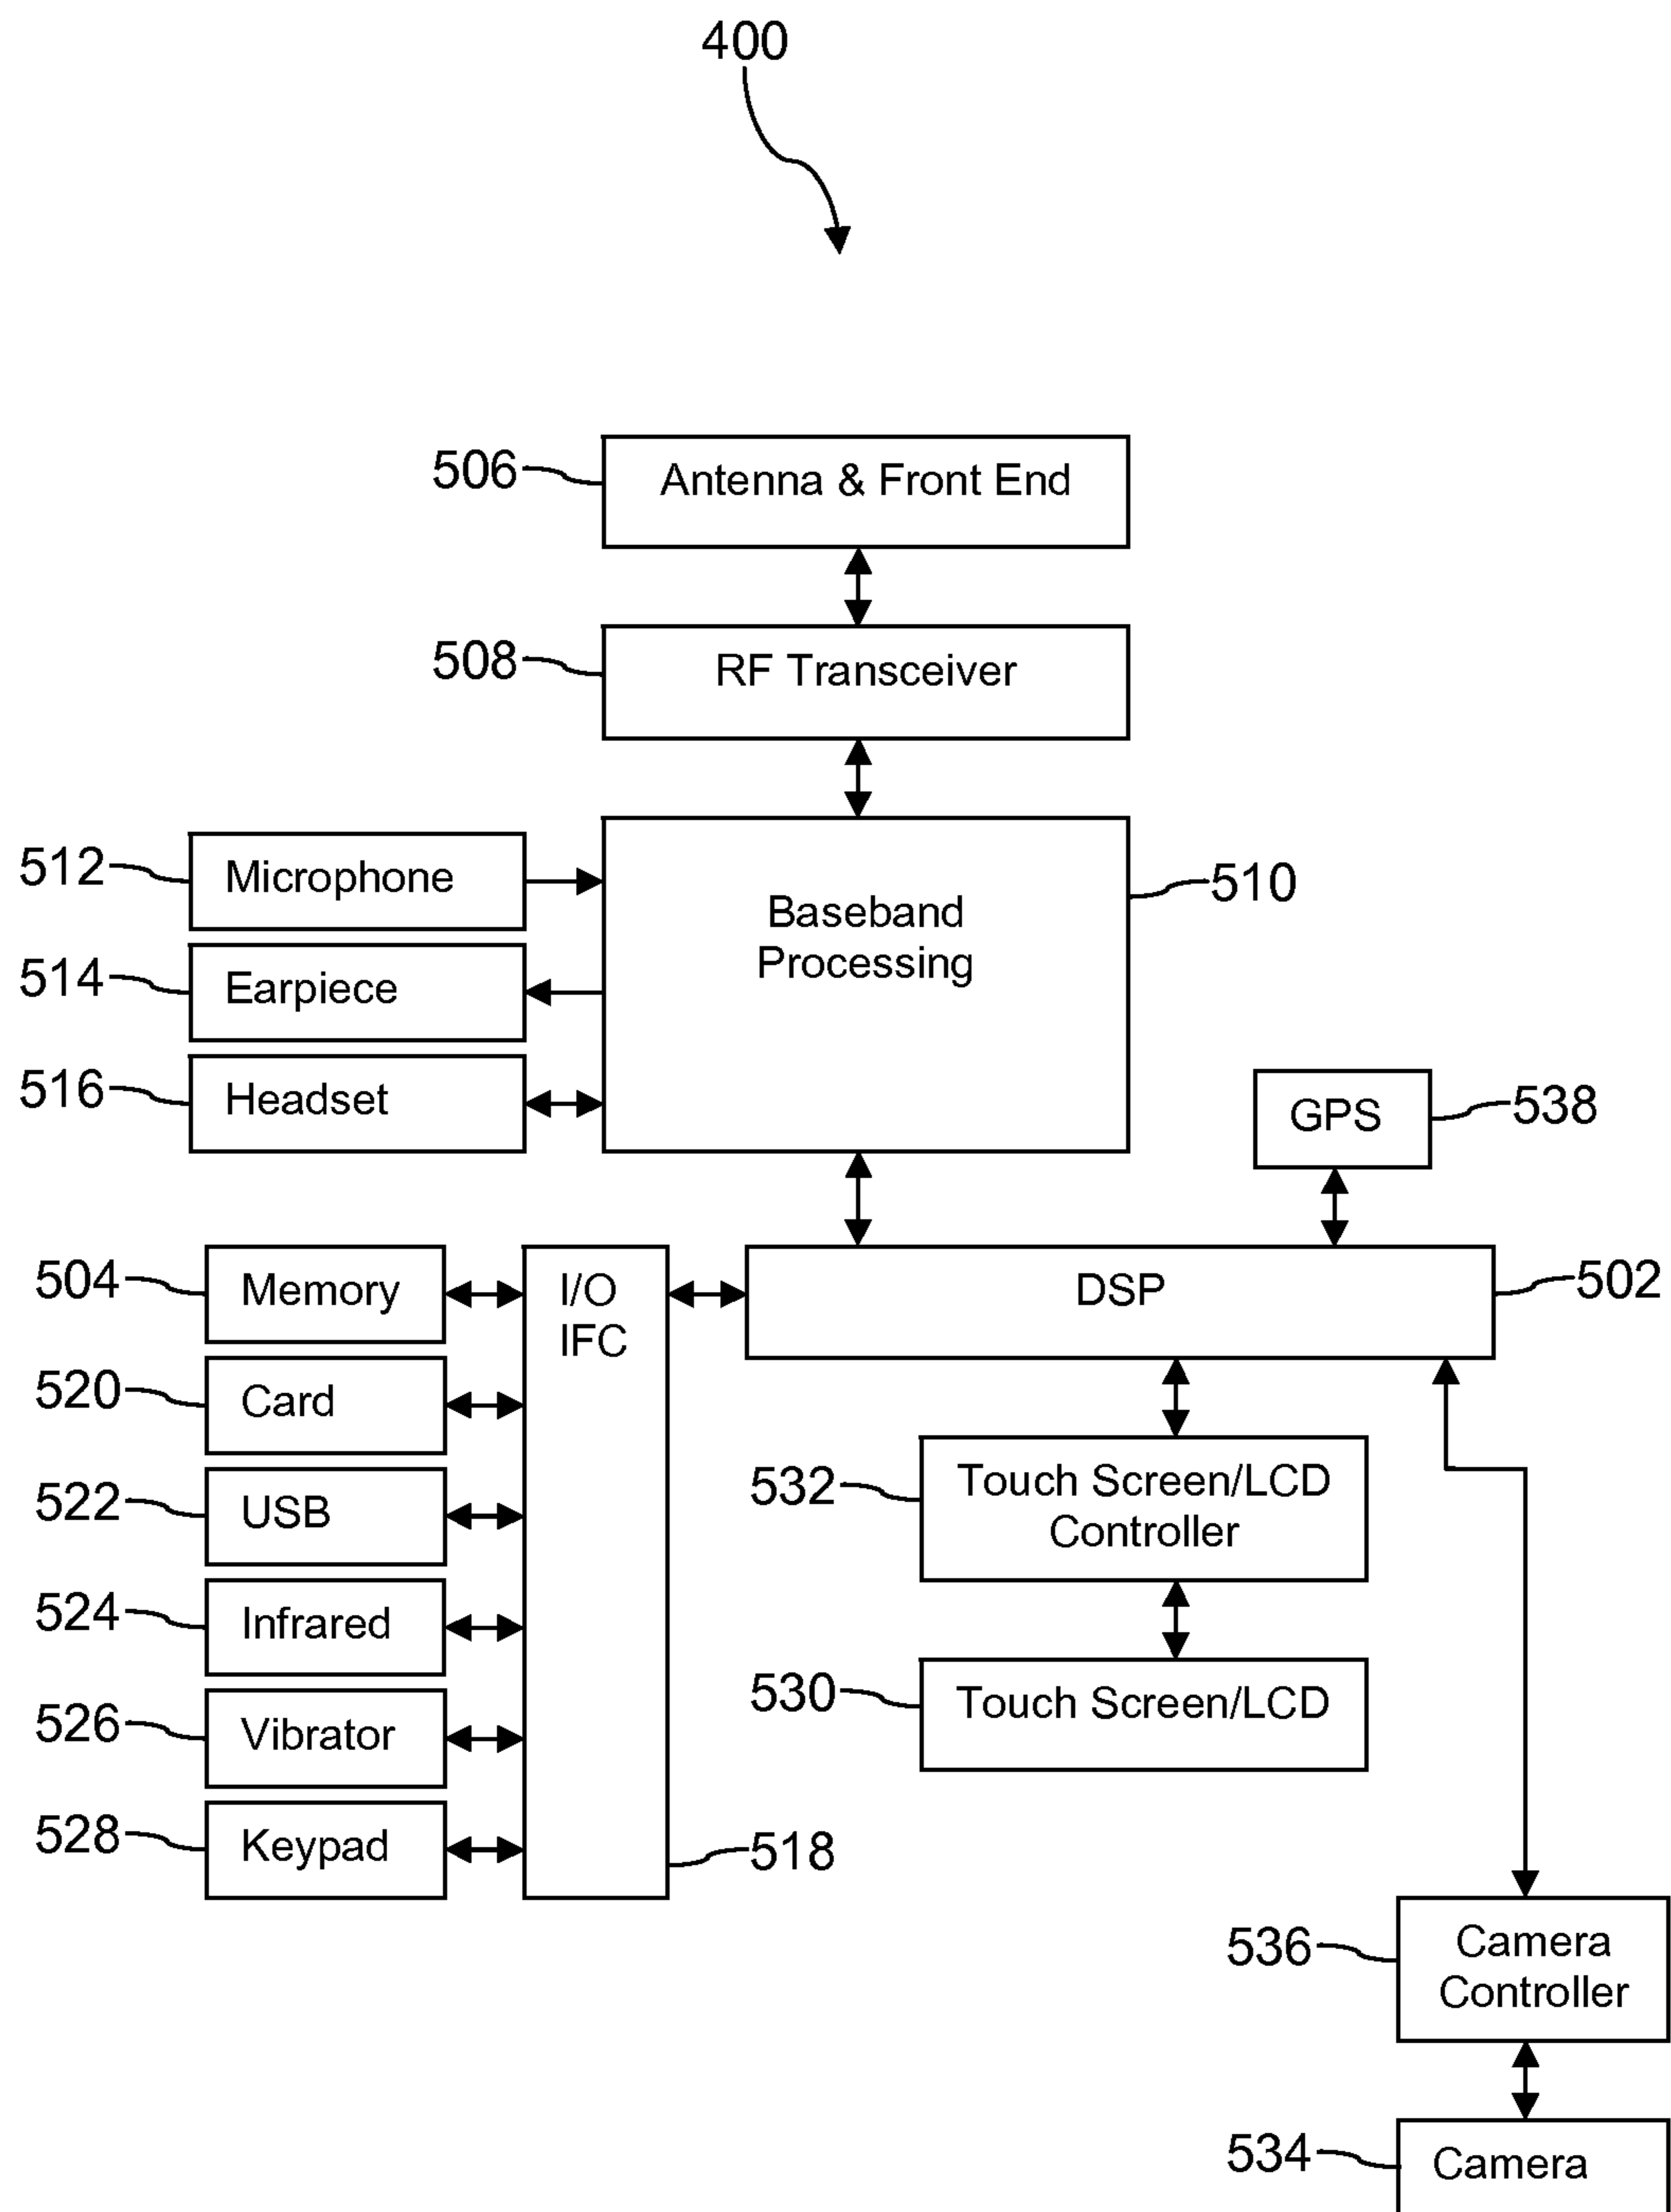 400
506
Antenna & Front End
508
RF Transceiver
512
Microphone
Baseband
Processing
510
514
Earpiece
516
Headset
GPS
538
504
Memory
I/O
IFC
DSP
502
520
Card
522
USB
532
Touch Screen/LCD
Controller
524
Infrared
526
Vibrator
530
Touch Screen/LCD
528
Keypad
518
536
Camera
Controller
534
Camera